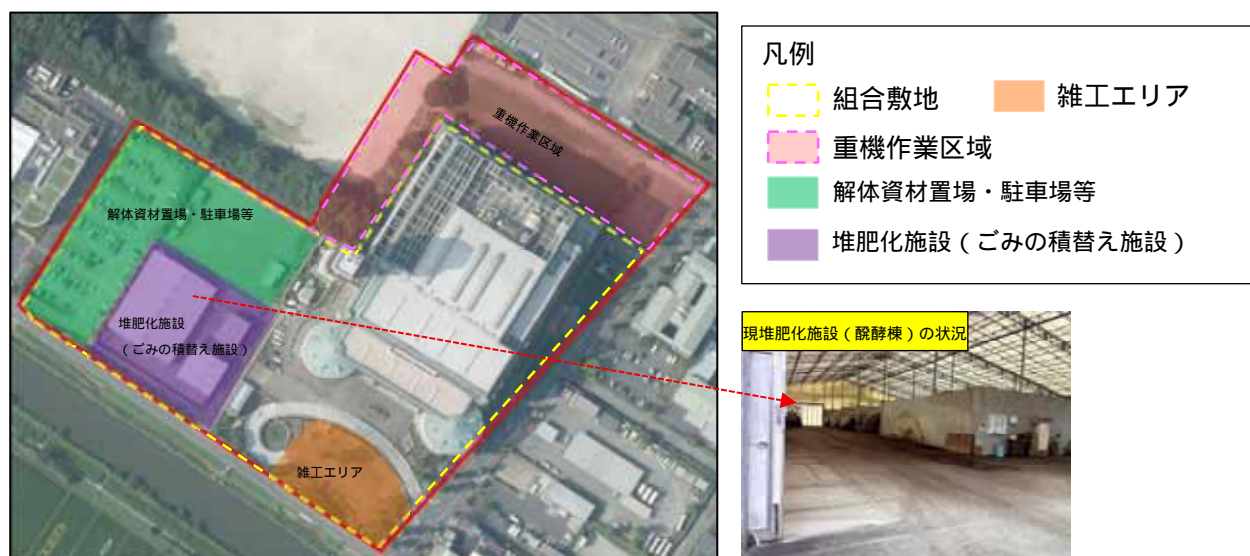 重機作業区域
解体資材置場・駐車場等
堆肥化施設
（ごみの積替え施設）
雑工エリア
凡例
組合敷地
雑工エリア
重機作業区域
解体資材置場・駐車場等
堆肥化施設（ごみの積替え施設）
現堆肥化施設（醗酵棟）の状況